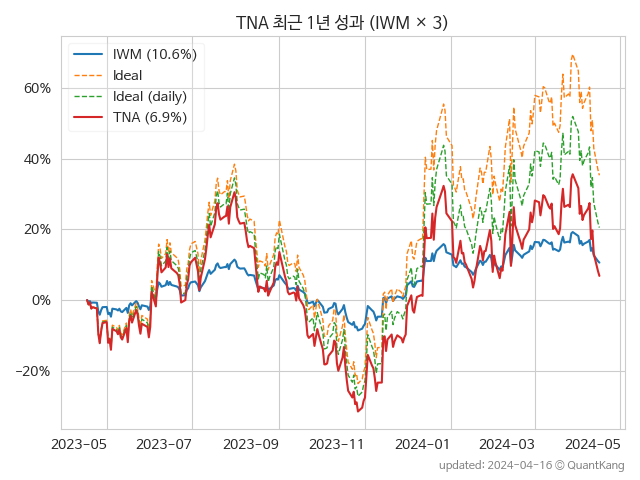 TNA 최근 1년 성과 (IWM × 3)
IWM (10.6%)
Ideal
Ideal (daily)
TNA (6.9%)
60%
40%
20%
0%
−20%
2023-05 2023-07 2023-09 2023-11 2024-01 2024-03 2024-05
updated: 2024-04-16 © QuantKang